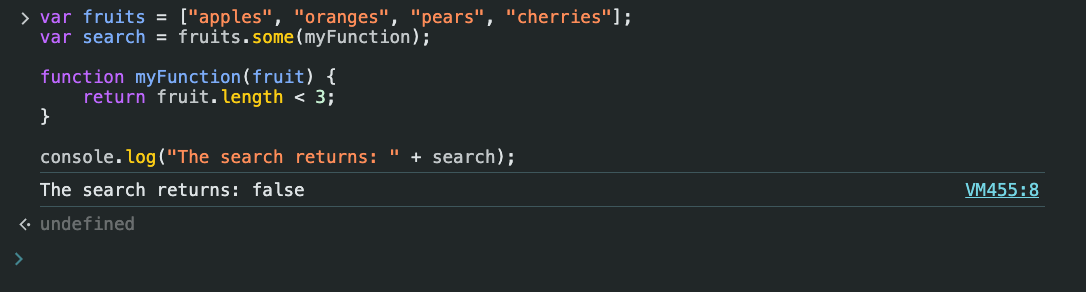 var fruits = ["apples", "oranges", "pears", "cherries"];
var search = fruits.some(myFunction);

function myFunction(fruit) {
    return fruit.length < 3;
}

console.log("The search returns: " + search);
The search returns: false VM455:8
undefined